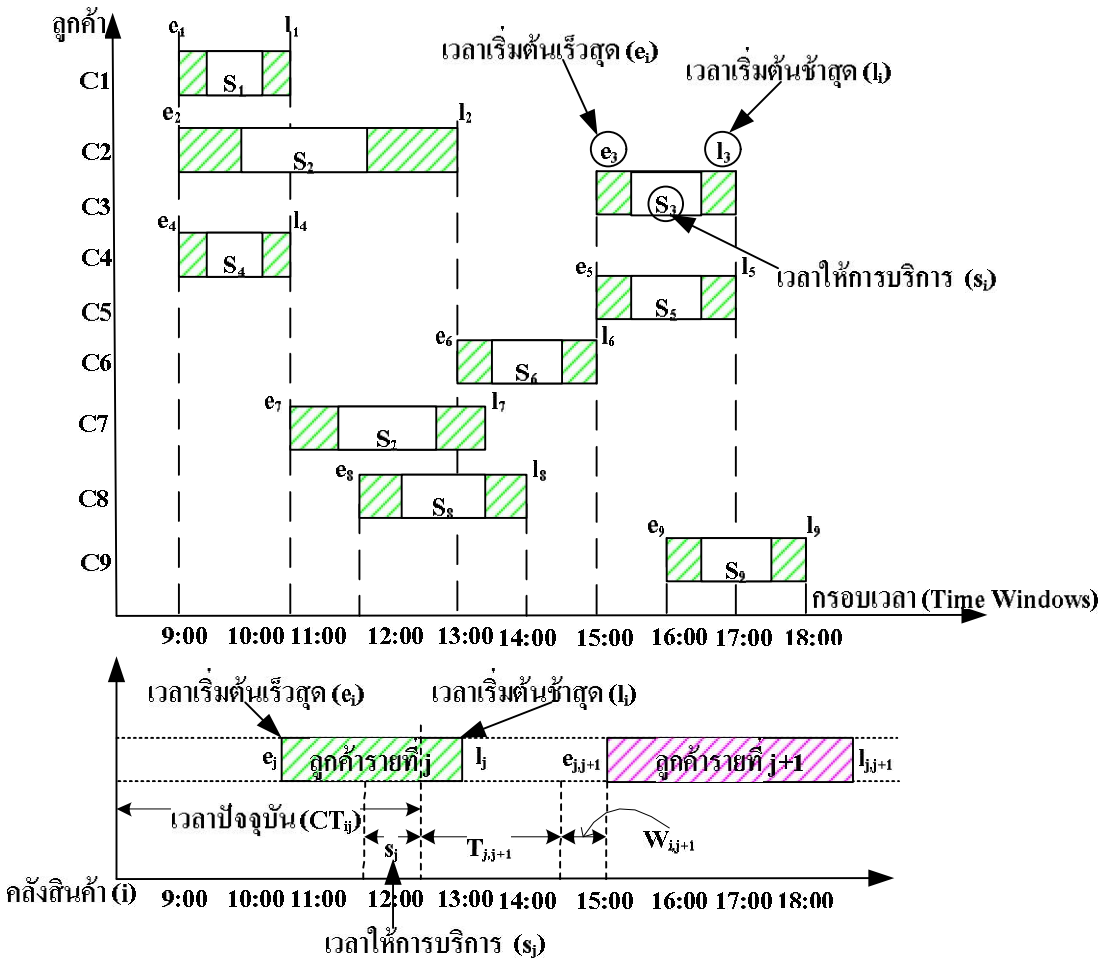 ลูกค้า
e1 l1
C1 S1
เวลาเริ่มต้นเร็วสุด (ei)
เวลาเริ่มต้นช้าสุด (li)
e2 l2
C2 S2
e3 l3
C3 S3
e4 l4
C4 S4
เวลาให้การบริการ (si)
e5 l5
C5 S5
e6 l6
C6 S6
e7 l7
C7 S7
e8 l8
C8 S8
e9 l9
C9 S9
กรอบเวลา (Time Windows)
9:00 10:00 11:00 12:00 13:00 14:00 15:00 16:00 17:00 18:00
เวลาเริ่มต้นเร็วสุด (ei) เวลาเริ่มต้นช้าสุด (li)
ej ลูกค้ารายที่ j lj ej,j+1 ลูกค้ารายที่ j+1 lj,j+1
เวลาปัจจุบัน (CTij)
sj Tj,j+1 Wi,j+1
คลังสินค้า (i) 9:00 10:00 11:00 12:00 13:00 14:00 15:00 16:00 17:00 18:00
เวลาให้การบริการ (sj)